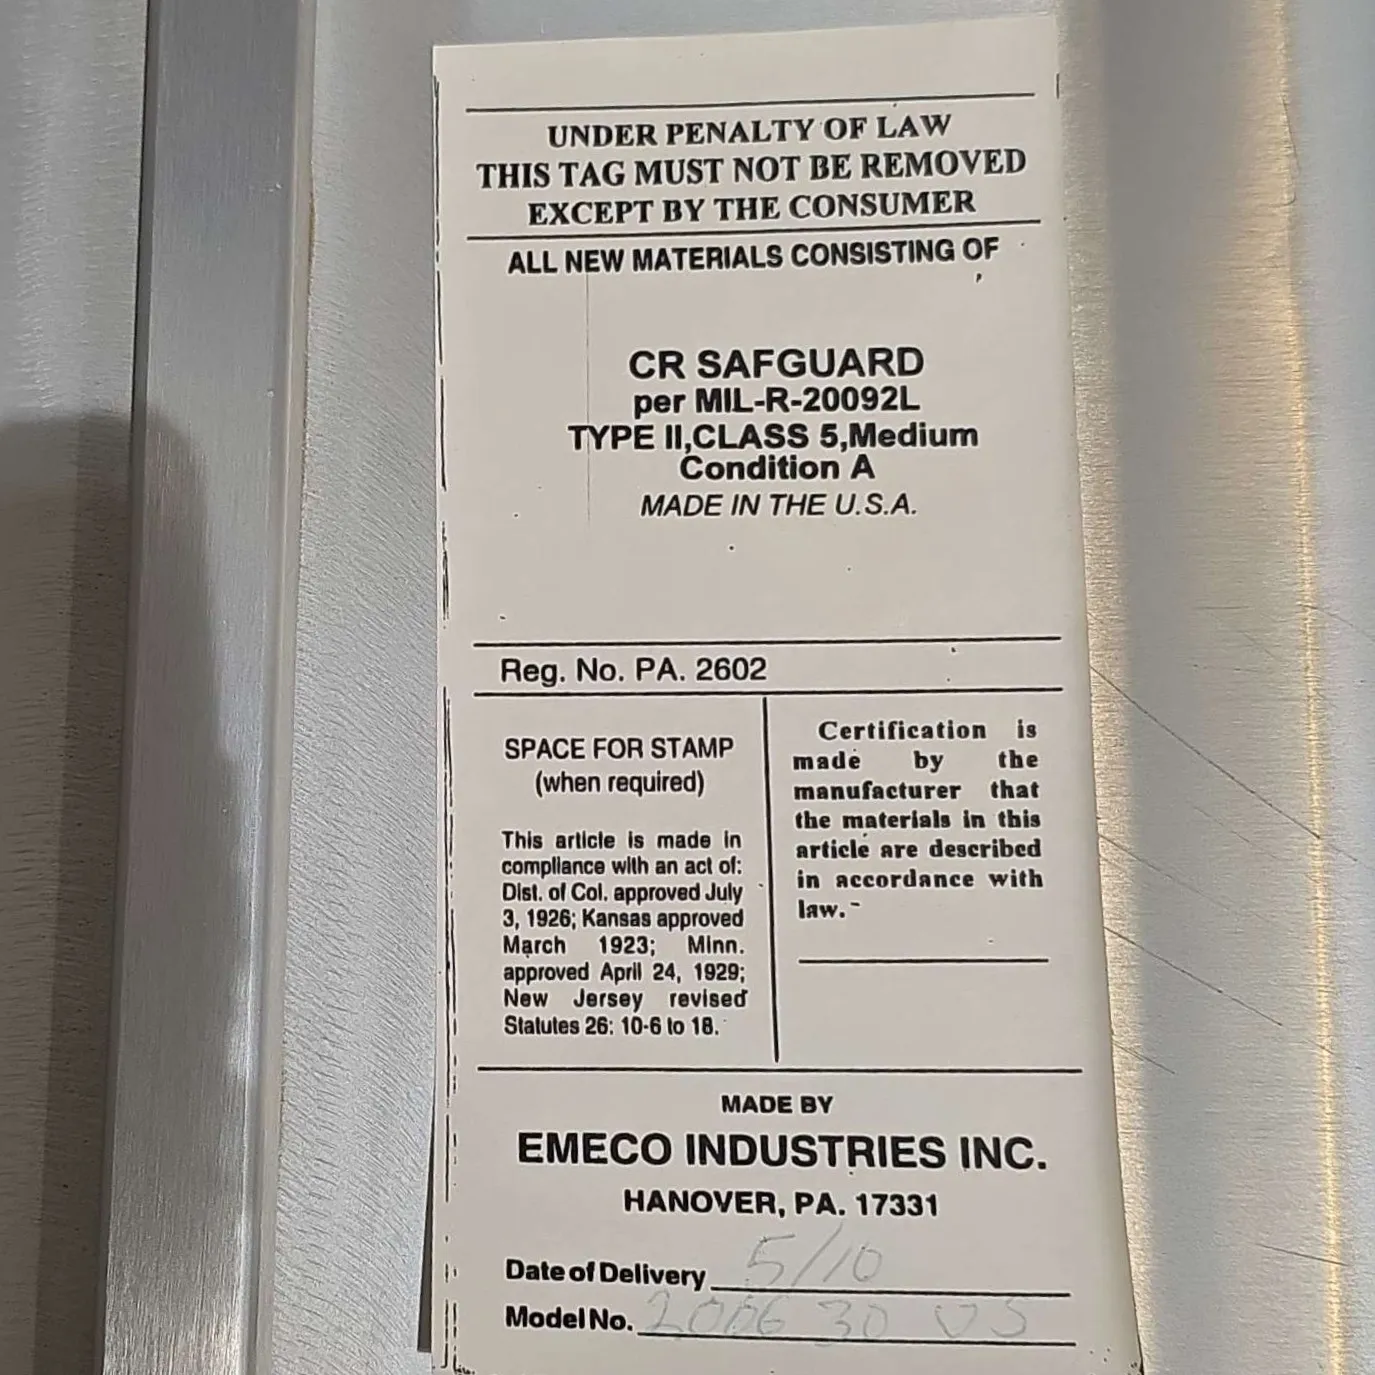 UNDER PENALTY OF LAW
THIS TAG MUST NOT BE REMOVED
EXCEPT BY THE CONSUMER
ALL NEW MATERIALS CONSISTING OF
CR SAFGUARD
per MIL-R-20092L
TYPE II,CLASS 5,Medium
Condition A
MADE IN THE U.S.A.
Reg. No. PA. 2602
SPACE FOR STAMP
(when required)
This article is made in
compliance with an act of:
Dist. of Col. approved July
3, 1926; Kansas approved
March 1923; Minn.
approved April 24, 1929;
New Jersey revised
Statutes 26: 10-6 to 18.
Certification is
made by the
manufacturer that
the materials in this
article are described
in accordance with
law.
MADE BY
EMECO INDUSTRIES INC.
HANOVER, PA. 17331
Date of Delivery 5/10
Model No. 2006 30